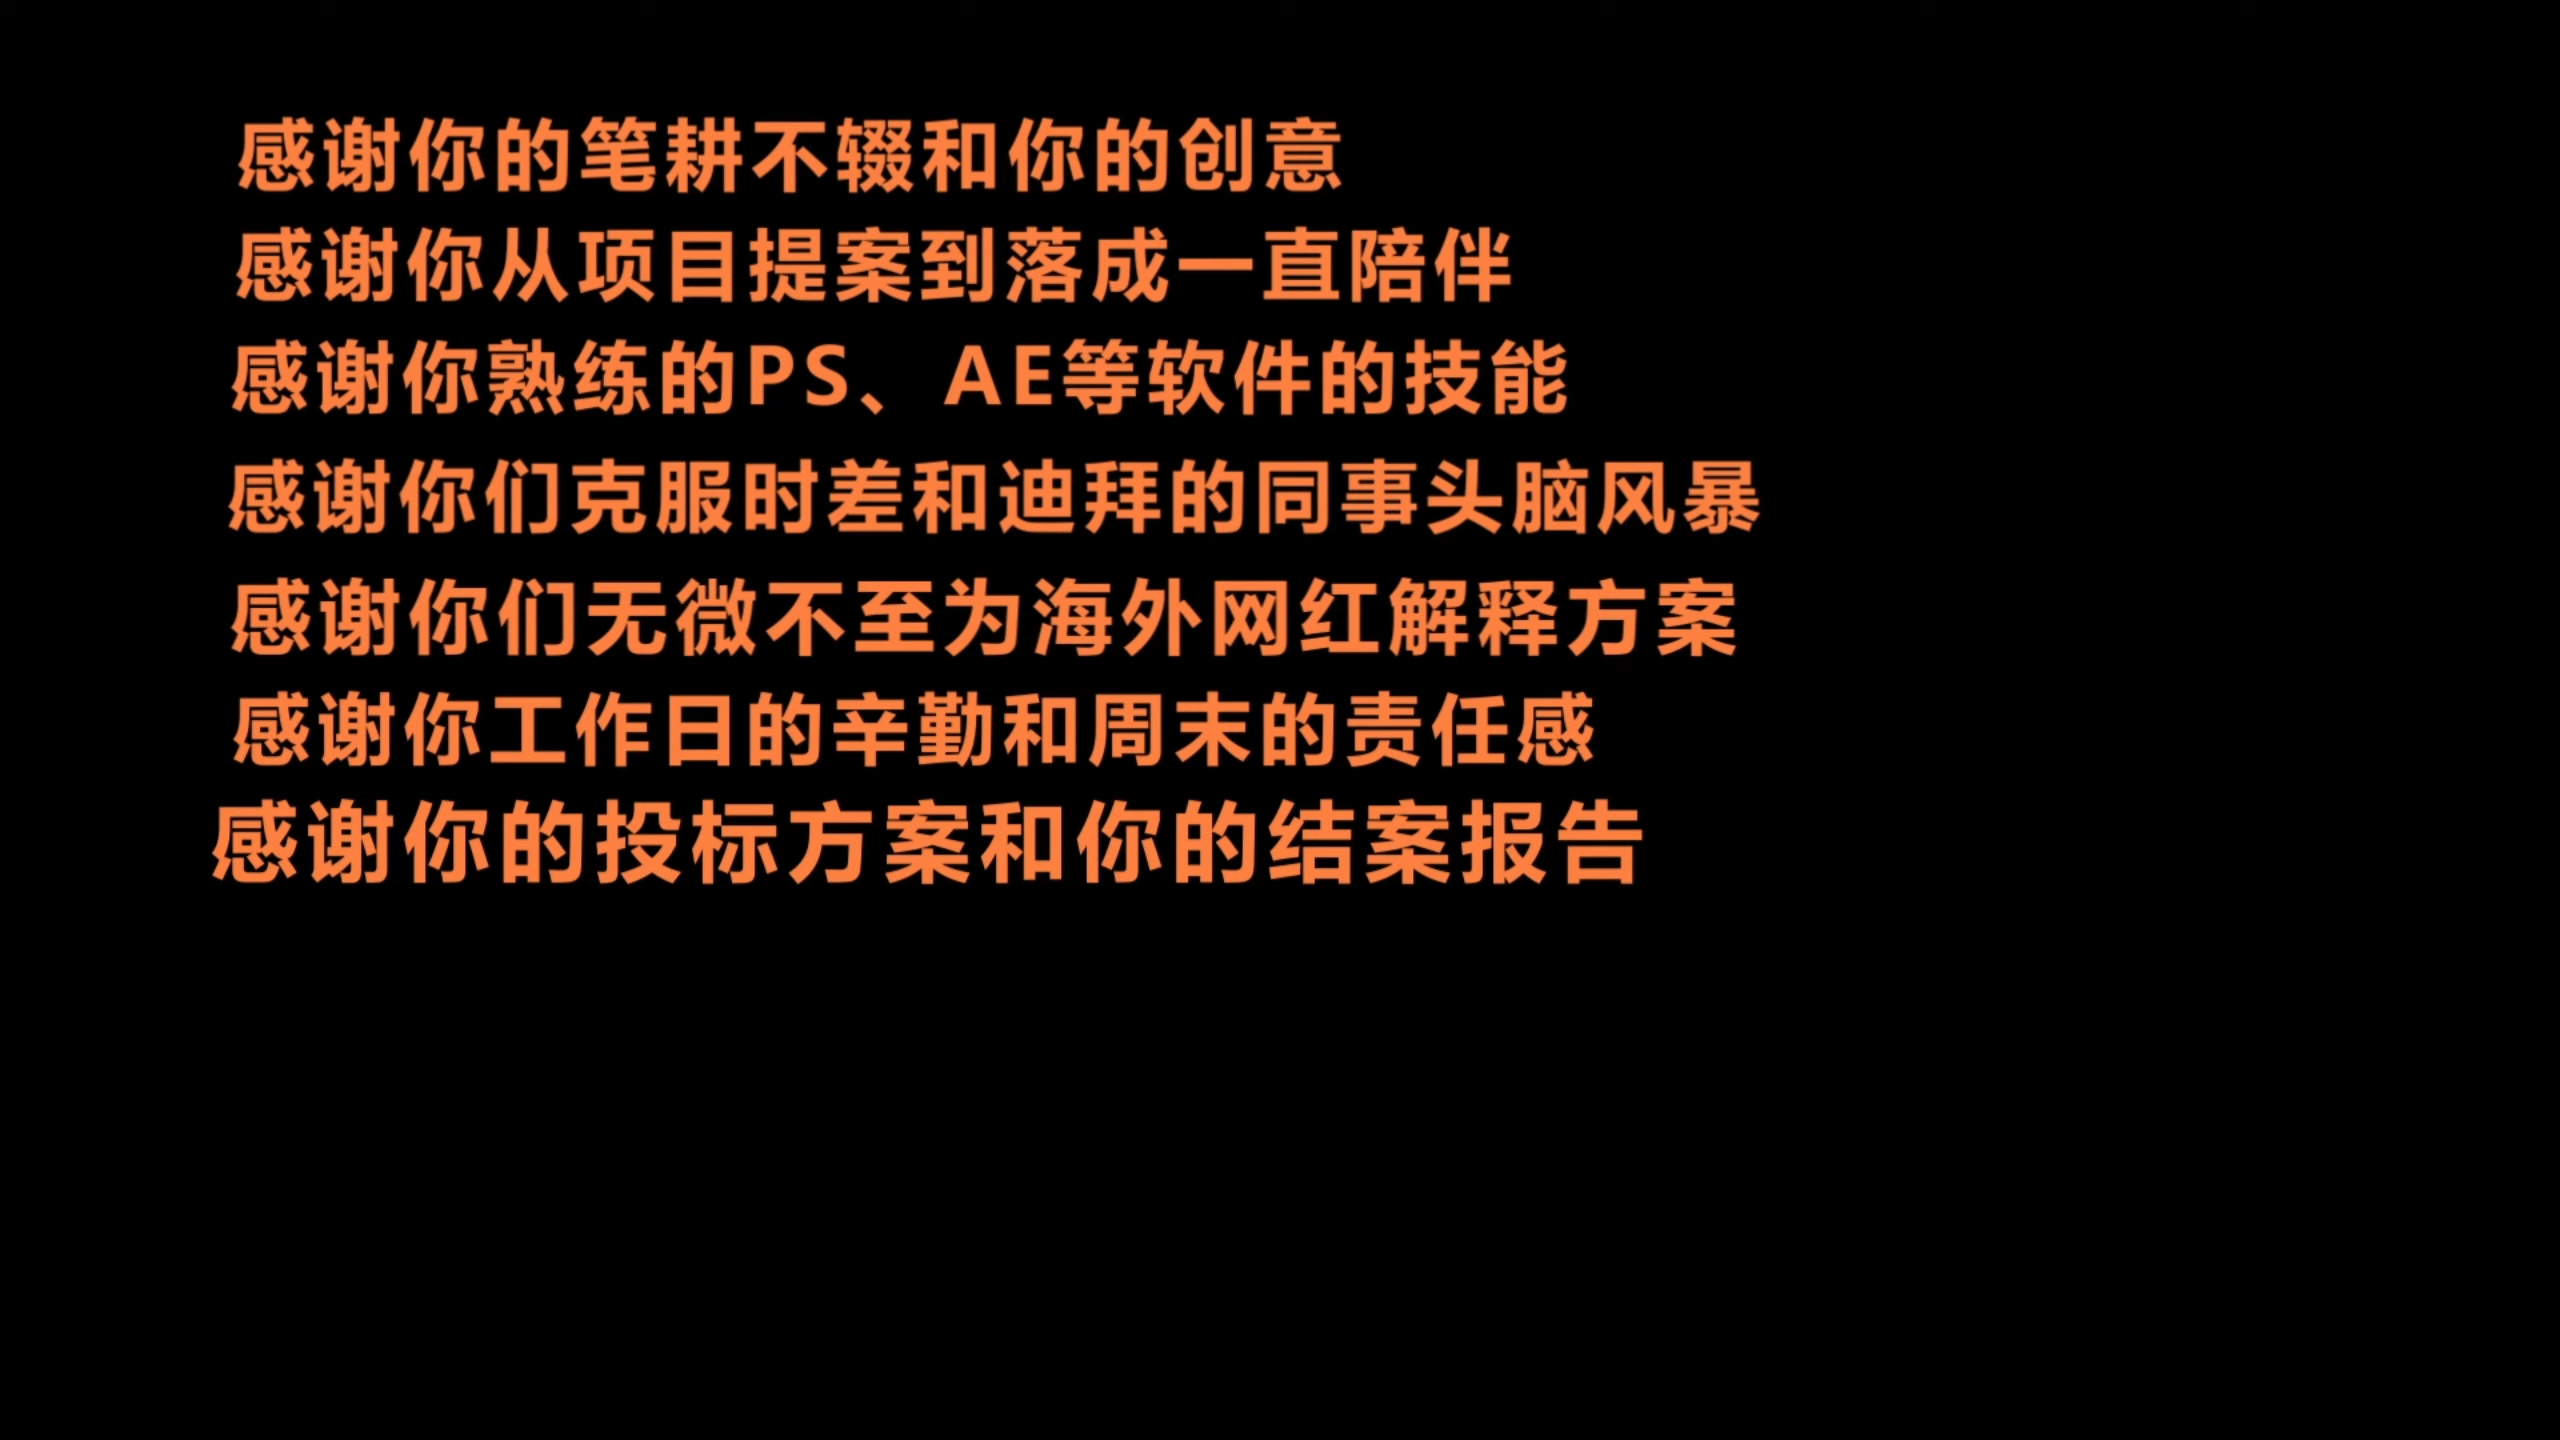 感谢你的笔耕不辍和你的创意
感谢你从项目提案到落成一直陪伴
感谢你熟练的PS、AE等软件的技能
感谢你们克服时差和迪拜的同事头脑风暴
感谢你们无微不至为海外网红解释方案
感谢你工作日的辛勤和周末的责任感
感谢你的投标方案和你的结案报告